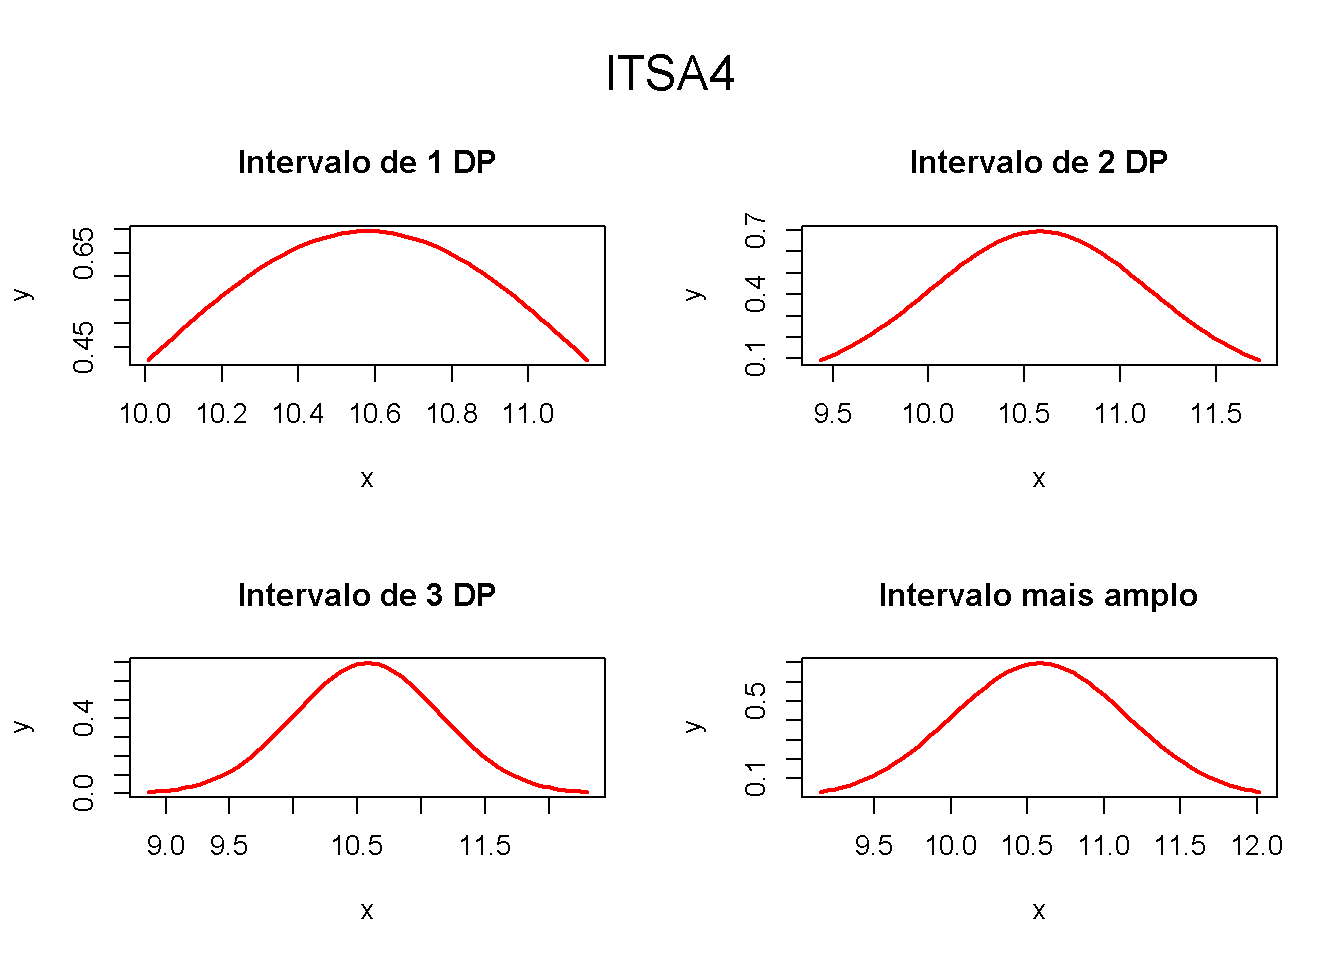 ITSA4
Intervalo de 1 DP
y
0.45 0.65
10.0 10.2 10.4 10.6 10.8 11.0
x
Intervalo de 2 DP
y
0.1 0.4 0.7
9.5 10.0 10.5 11.0 11.5
x
Intervalo de 3 DP
y
0.0 0.4
9.0 9.5 10.5 11.5
x
Intervalo mais amplo
y
0.1 0.5
9.5 10.0 10.5 11.0 11.5 12.0
x